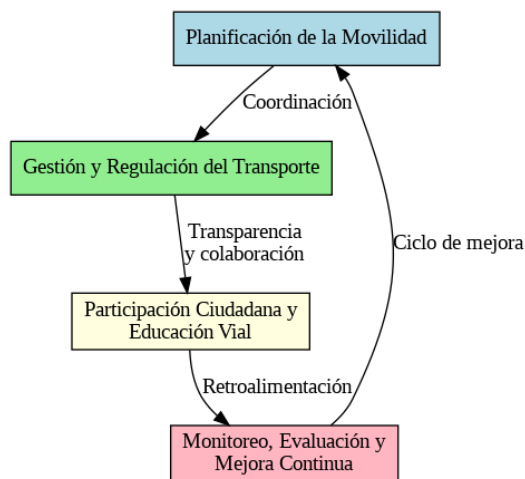 Planificación de la Movilidad
Coordinación
Gestión y Regulación del Transporte
Transparencia
y colaboración
Ciclo de mejora
Participación Ciudadana y
Educación Vial
Retroalimentación
Monitoreo, Evaluación y
Mejora Continua